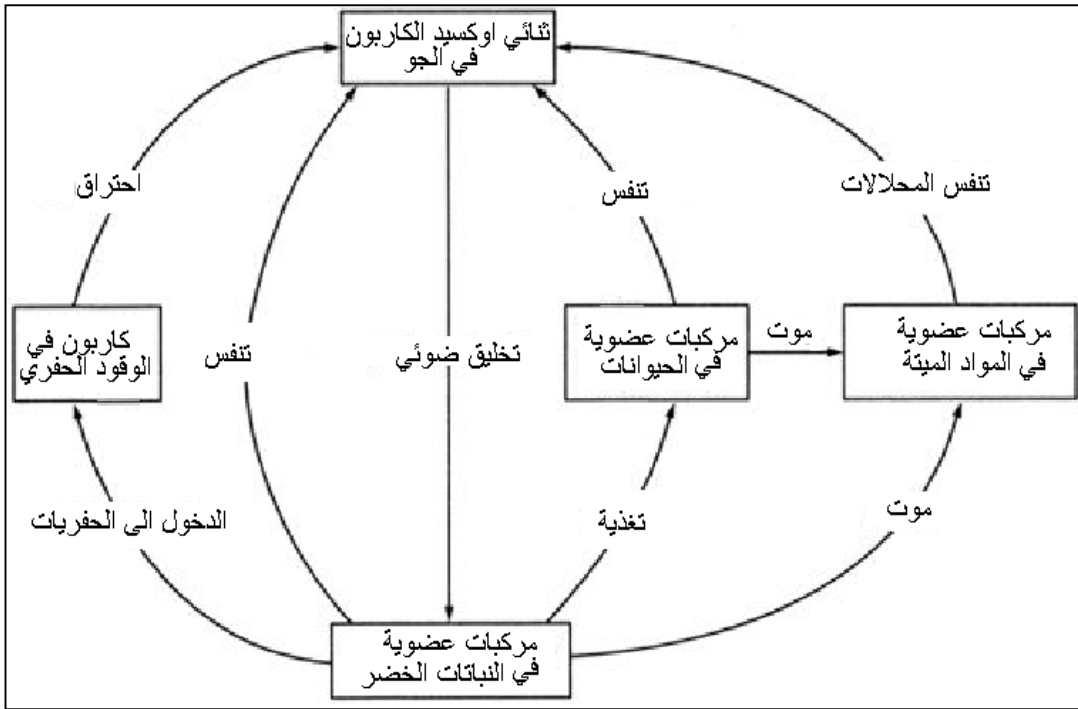 ثنائي اوكسيد الكاربون
في الجو
احتراق
تنفس
تنفس المحلالات
كاربون في
الوقود الحفري
تنفس
تخليق ضوئي
مركبات عضوية
في الحيوانات
موت
مركبات عضوية
في المواد الميتة
الدخول الى الحفريات
تغذية
موت
مركبات عضوية
في النباتات الخضر